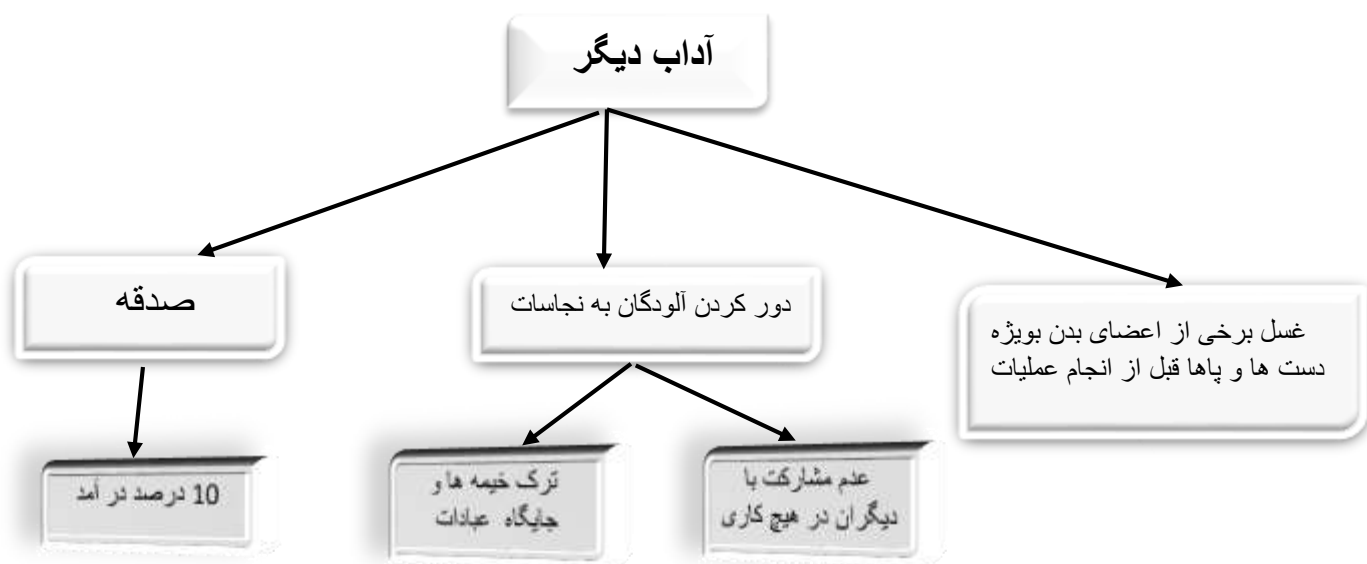 آداب دیگر
غسل برخی از اعضای بدن بویژه
دست ها و پاها قبل از انجام عملیات
دور کردن آلودگان به نجاسات
صدقه
عدم مشارکت با
دیگران در هیچ کاری
ترک خیمه ها و
جایگاه عبادات
10 درصد در آمد